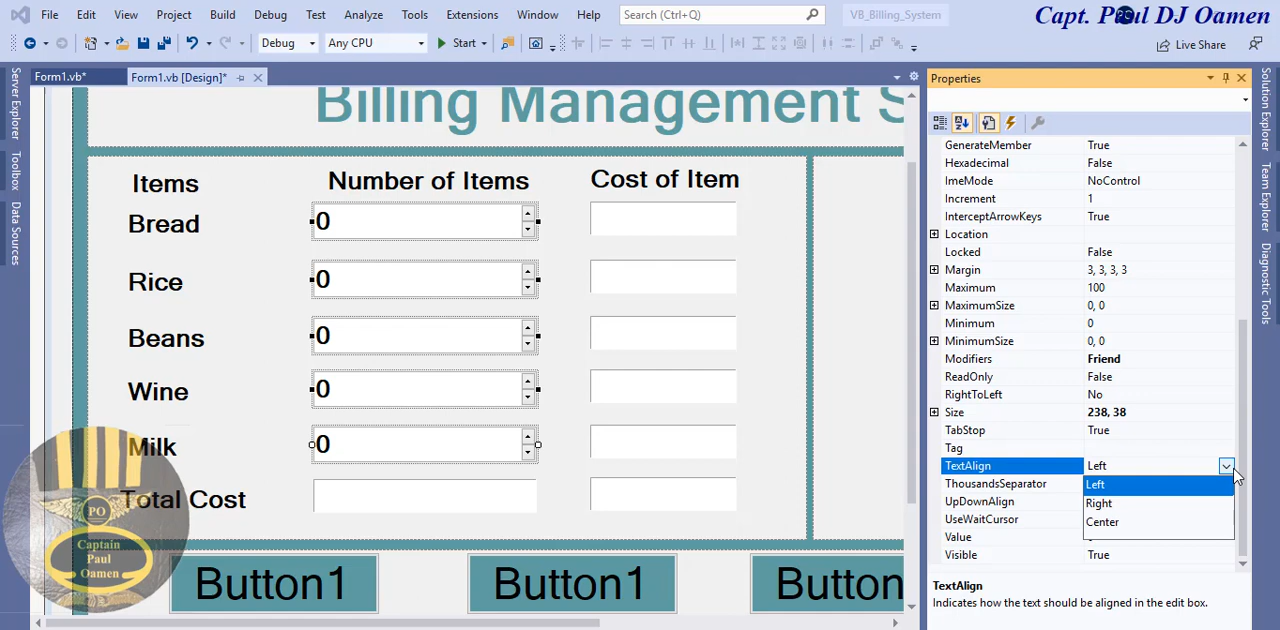 File Edit View Project Build Debug Test Analyze Tools Extensions Window Help Search (Ctrl+Q) VB_Billing_System
Capt. Paul DJ Oamen
Debug Any CPU Start Live Share
Form1.vb* Form1.vb [Design]*
Server Explorer
Toolbox
Data Sources
Billing Management S
Items Number of Items Cost of Item
Bread 0
Rice 0
Beans 0
Wine 0
Milk 0
Total Cost
Button1 Button1 Button
PO
Captain
Paul
Oamen
Properties
GenerateMember True
Hexadecimal False
ImeMode NoControl
Increment 1
InterceptArrowKeys True
Location
Locked False
Margin 3, 3, 3, 3
Maximum 100
MaximumSize 0, 0
Minimum 0
MinimumSize 0, 0
Modifiers Friend
ReadOnly False
RightToLeft No
Size 238, 38
TabStop True
Tag
TextAlign Left
ThousandsSeparator
UpDownAlign
UseWaitCursor
Value
Visible True
Left
Right
Center
TextAlign
Indicates how the text should be aligned in the edit box.
Solution Explorer
Team Explorer
Diagnostic Tools